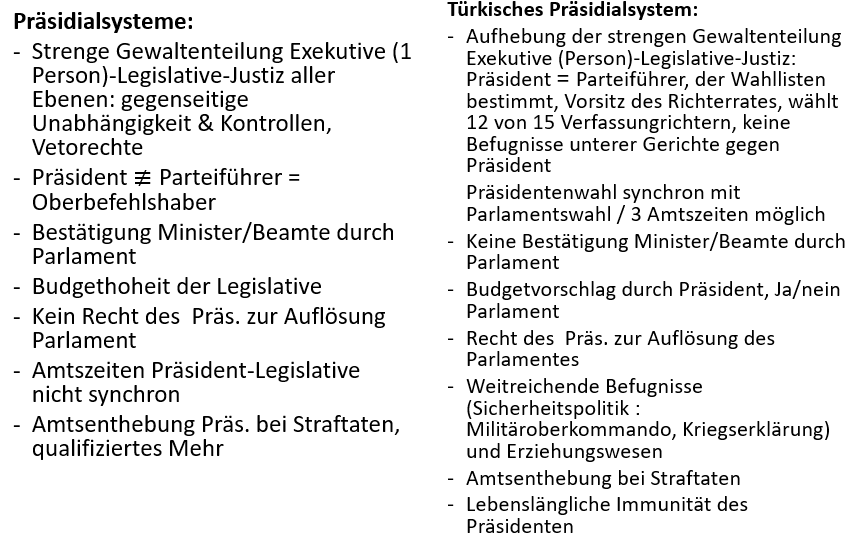 Präsidialsysteme:
- Strenge Gewaltenteilung Exekutive (1
Person)-Legislative-Justiz aller
Ebenen: gegenseitige
Unabhängigkeit & Kontrollen,
Vetorechte
- Präsident ≢ Parteiführer =
Oberbefehlshaber
- Bestätigung Minister/Beamte durch
Parlament
- Budgethoheit der Legislative
- Kein Recht des  Präs. zur Auflösung
Parlament
- Amtszeiten Präsident-Legislative
nicht synchron
- Amtsenthebung Präs. bei Straftaten,
qualifiziertes Mehr
Türkisches Präsidialsystem:
- Aufhebung der strengen Gewaltenteilung
Exekutive (Person)-Legislative-Justiz:
Präsident = Parteiführer, der Wahllisten
bestimmt, Vorsitz des Richterrates, wählt
12 von 15 Verfassungrichtern, keine
Befugnisse unterer Gerichte gegen
Präsident
Präsidentenwahl synchron mit
Parlamentswahl / 3 Amtszeiten möglich
- Keine Bestätigung Minister/Beamte durch
Parlament
- Budgetvorschlag durch Präsident, Ja/nein
Parlament
- Recht des  Präs. zur Auflösung des
Parlamentes
- Weitreichende Befugnisse
(Sicherheitspolitik :
Militäroberkommando, Kriegserklärung)
und Erziehungswesen
- Amtsenthebung bei Straftaten
- Lebenslängliche Immunität des
Präsidenten